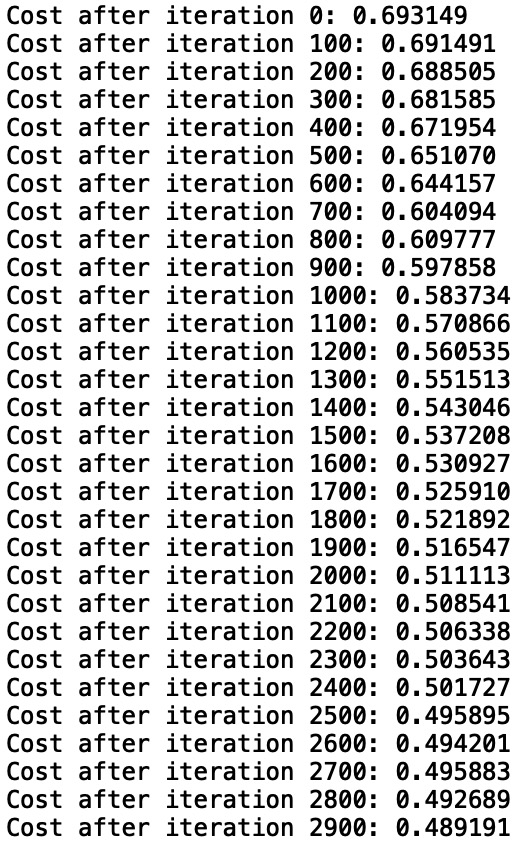 Cost after iteration 0: 0.693149
Cost after iteration 100: 0.691491
Cost after iteration 200: 0.688505
Cost after iteration 300: 0.681585
Cost after iteration 400: 0.671954
Cost after iteration 500: 0.651070
Cost after iteration 600: 0.644157
Cost after iteration 700: 0.604094
Cost after iteration 800: 0.609777
Cost after iteration 900: 0.597858
Cost after iteration 1000: 0.583734
Cost after iteration 1100: 0.570866
Cost after iteration 1200: 0.560535
Cost after iteration 1300: 0.551513
Cost after iteration 1400: 0.543046
Cost after iteration 1500: 0.537208
Cost after iteration 1600: 0.530927
Cost after iteration 1700: 0.525910
Cost after iteration 1800: 0.521892
Cost after iteration 1900: 0.516547
Cost after iteration 2000: 0.511113
Cost after iteration 2100: 0.508541
Cost after iteration 2200: 0.506338
Cost after iteration 2300: 0.503643
Cost after iteration 2400: 0.501727
Cost after iteration 2500: 0.495895
Cost after iteration 2600: 0.494201
Cost after iteration 2700: 0.495883
Cost after iteration 2800: 0.492689
Cost after iteration 2900: 0.489191